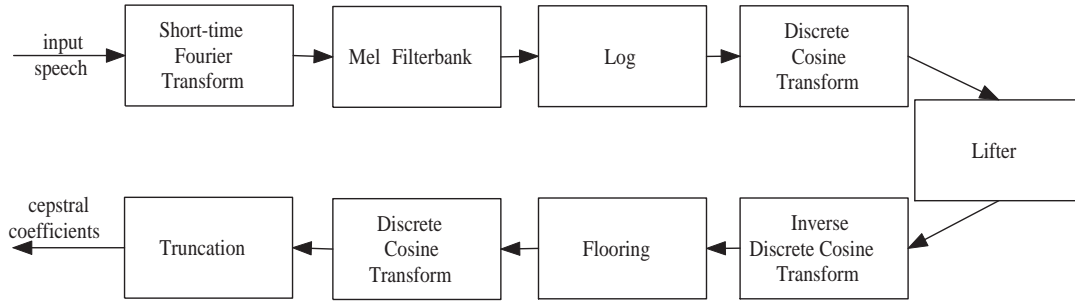 input
speech
Short-time
Fourier
Transform
Mel Filterbank
Log
Discrete
Cosine
Transform
Lifter
Inverse
Discrete Cosine
Transform
Flooring
Discrete
Cosine
Transform
Truncation
cepstral
coefficients